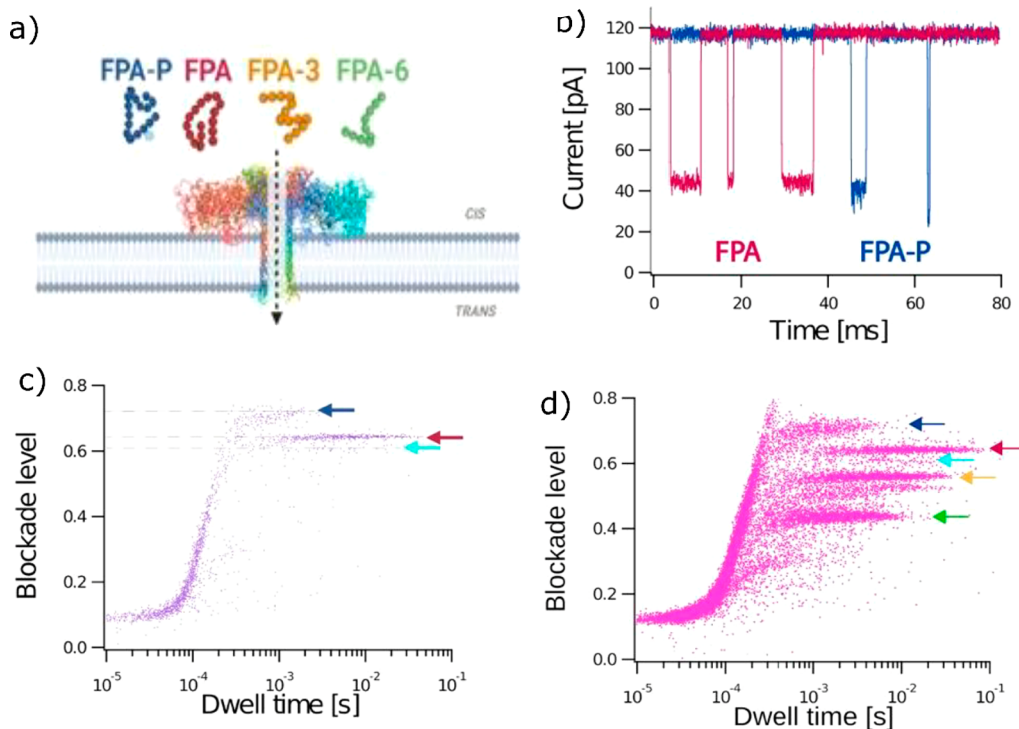 a)
FPA-P FPA FPA-3 FPA-6
CIS
TRANS
b)
120
100
80
60
40
20
0
Current [pA]
FPA FPA-P
0 20 40 60 80
Time [ms]
c)
0.8
0.6
0.4
0.2
0.0
Blockade level
10-5 10-4 10-3 10-2 10-1
Dwell time [s]
d)
0.8
0.6
0.4
0.2
0.0
Blockade level
10-5 10-4 10-3 10-2 10-1
Dwell time [s]